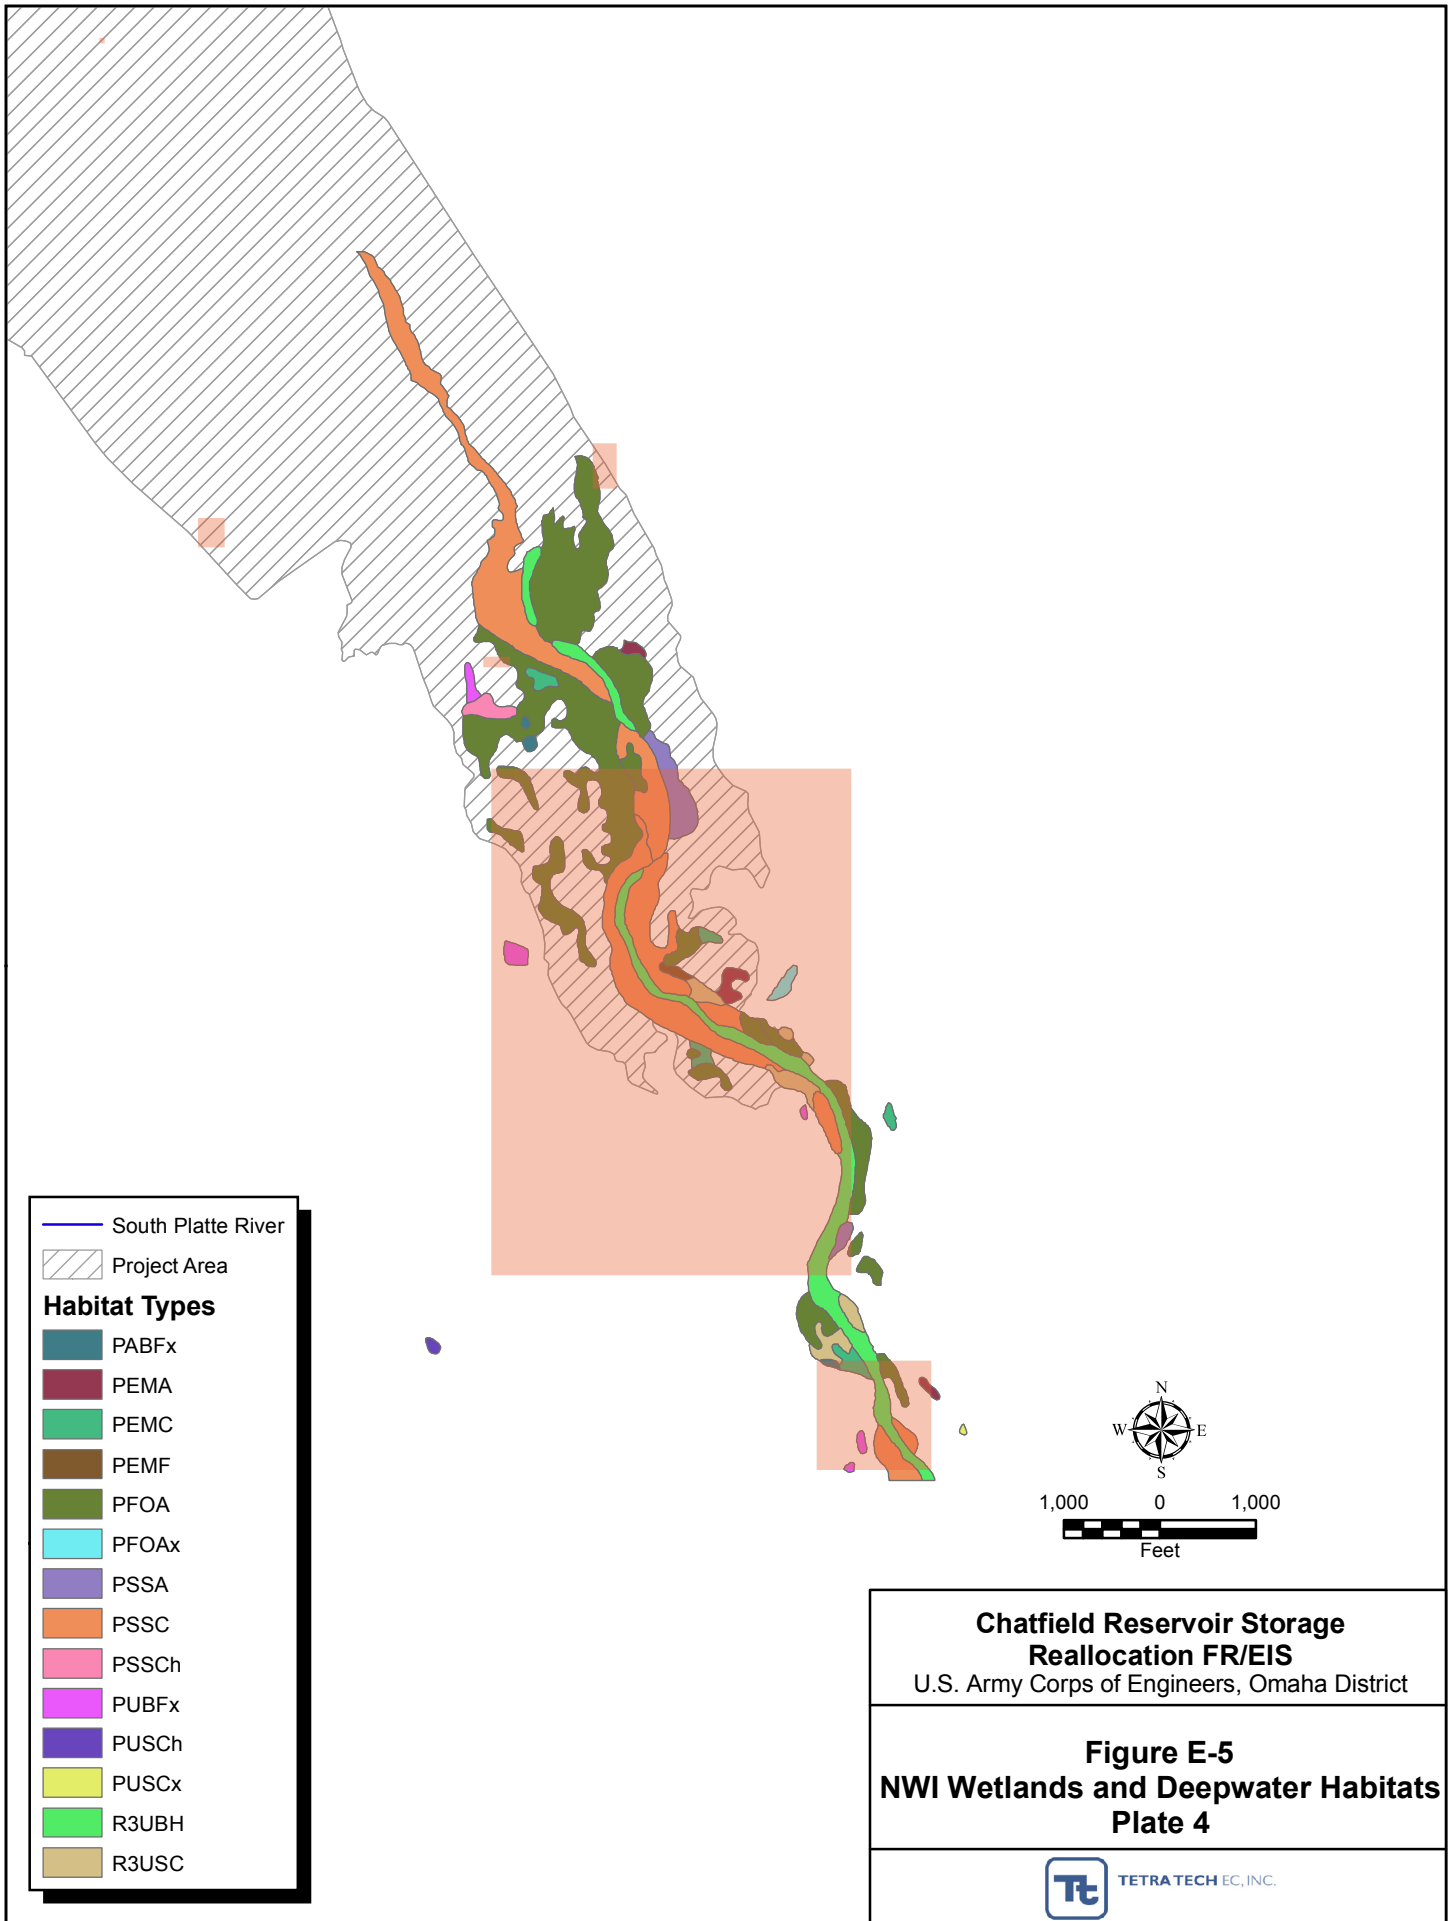 South Platte River
Project Area
Habitat Types
PABFx
PEMA
PEMC
PEMF
PFOA
PFOAx
PSSA
PSSC
PSSCh
PUBFx
PUSCh
PUSCx
R3UBH
R3USC
N
W E
S
1,000 0 1,000
Feet
Chatfield Reservoir Storage
Reallocation FR/EIS
U.S. Army Corps of Engineers, Omaha District
Figure E-5
NWI Wetlands and Deepwater Habitats
Plate 4
Tt TETRA TECH EC, INC.